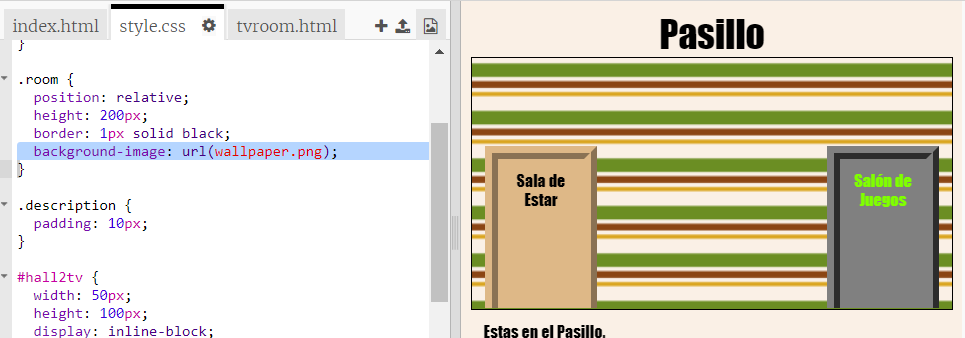 index.html style.css tvroom.html
}
.room {
position: relative;
height: 200px;
border: 1px solid black;
background-image: url(wallpaper.png);
}
.description {
padding: 10px;
}
#hall2tv {
width: 50px;
height: 100px;
display: inline-block;
Pasillo
Sala de
Estar
Salón de
Juegos
Estas en el Pasillo.